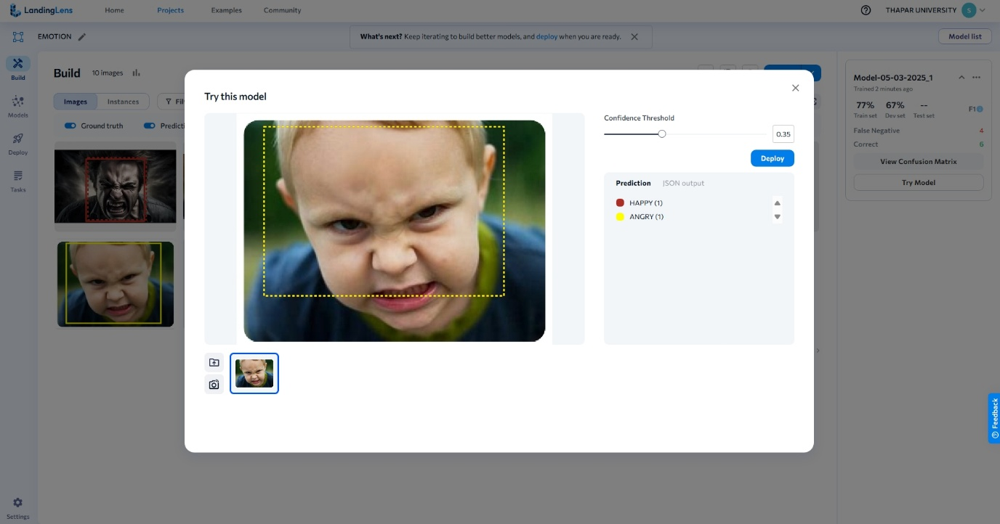 LandingLens Home Projects Examples Community THAPAR UNIVERSITY S
EMOTION What's next? Keep iterating to build better models, and deploy when you are ready. Model list
Build
Models
Deploy
Tasks
Settings
Build 10 images
Images Instances
Ground truth
Try this model
Confidence Threshold
0.35
Deploy
Prediction JSON output
HAPPY (1)
ANGRY (1)
Model-05-03-2025_1
Trained 2 minutes ago
77% 67% -- F1
Train set Dev set Test set
False Negative 4
Correct 6
View Confusion Matrix
Try Model
Feedback